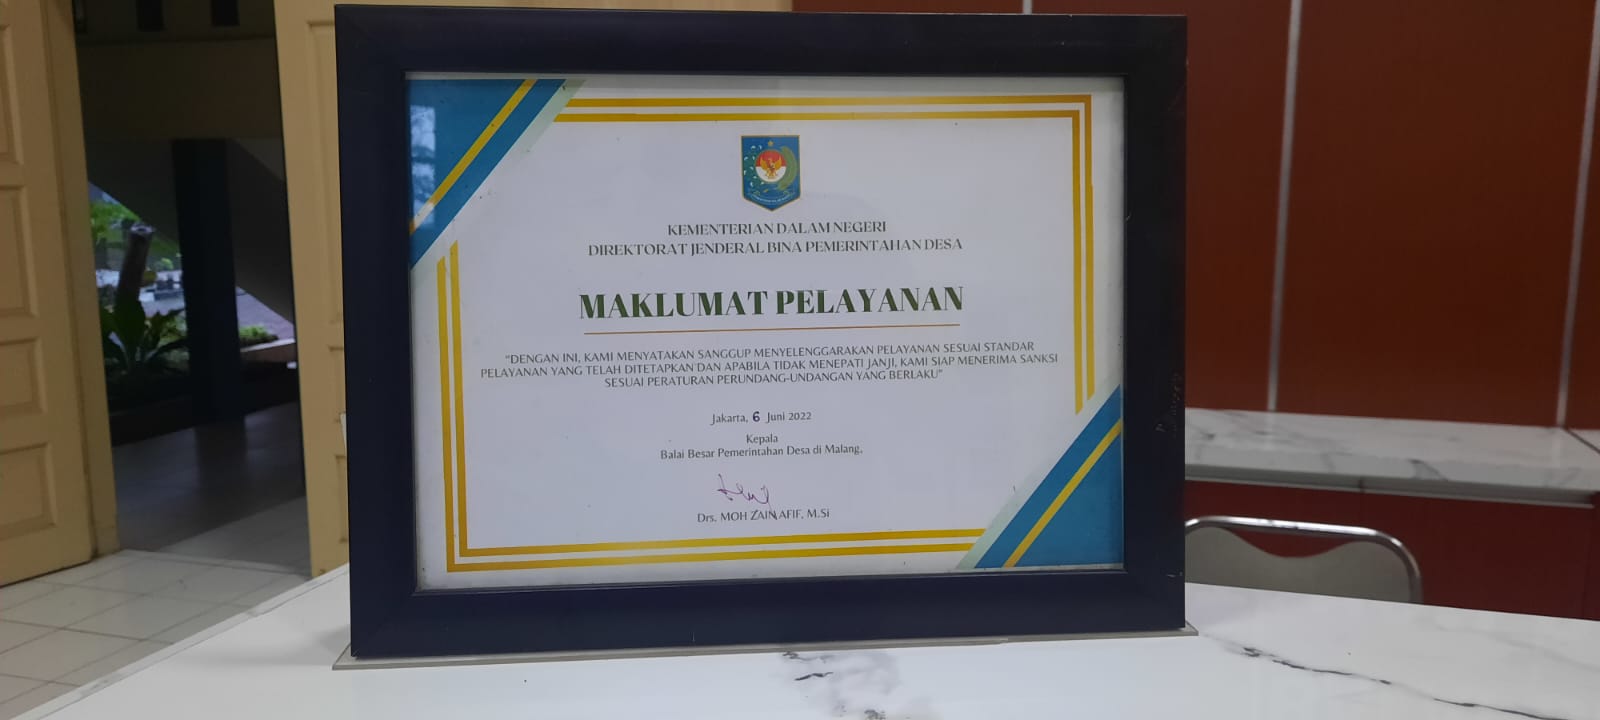 KEMENTERIAN DALAM NEGERI
DIREKTORAT JENDERAL BINA PEMERINTAHAN DESA
MAKLUMAT PELAYANAN
“DENGAN INI, KAMI MENYATAKAN SANGGUP MENYELENGGARAKAN PELAYANAN SESUAI STANDAR
PELAYANAN YANG TELAH DITETAPKAN DAN APABILA TIDAK MENEPATI JANJI, KAMI SIAP MENERIMA SANKSI
SESUAI PERATURAN PERUNDANG-UNDANGAN YANG BERLAKU”
Jakarta, 6 Juni 2022
Kepala
Balai Besar Pemerintahan Desa di Malang,
Drs. MOH ZAIN AFIF, M.Si